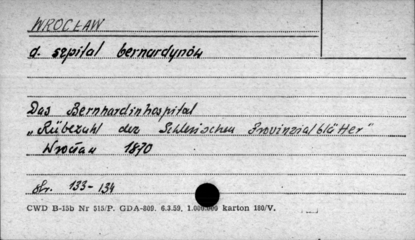 WROCŁAW
d. szpital bernardynów
Das Bernhardinhospital
„Rübezahl der Schlesischen Provinzialblätter"
Wrocław 1870
Str. 133-134
CWD B-15b Nr 515/P. GDA-809. 6.3.59. 1.000.000 karton 180/V.